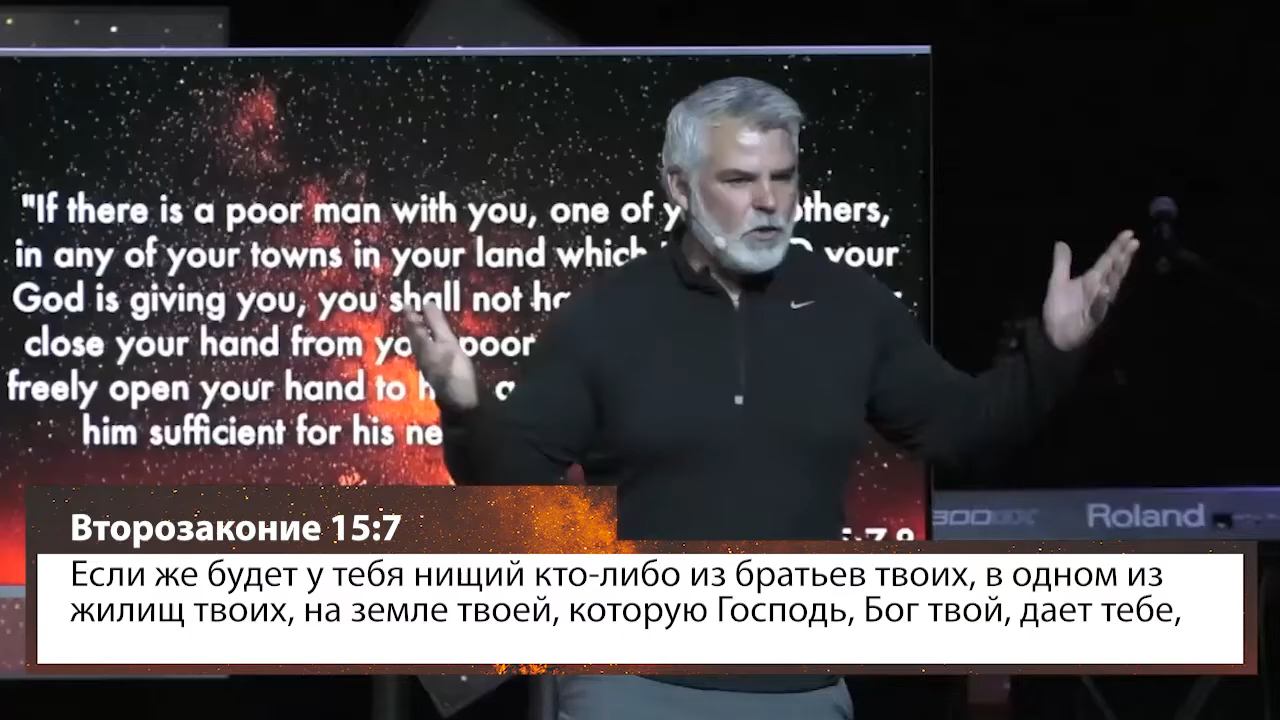 "If there is a poor man with you, one of
others,
in any of your towns in your land which
your
God is giving you, you shall not
close your hand from
poor
freely open your hand to
him sufficient for his
Roland
Второзаконие 15:7
Если же будет у тебя нищий кто-либо из братьев твоих, в одном из
жилищ твоих, на земле твоей, которую Господь, Бог твой, дает тебе,